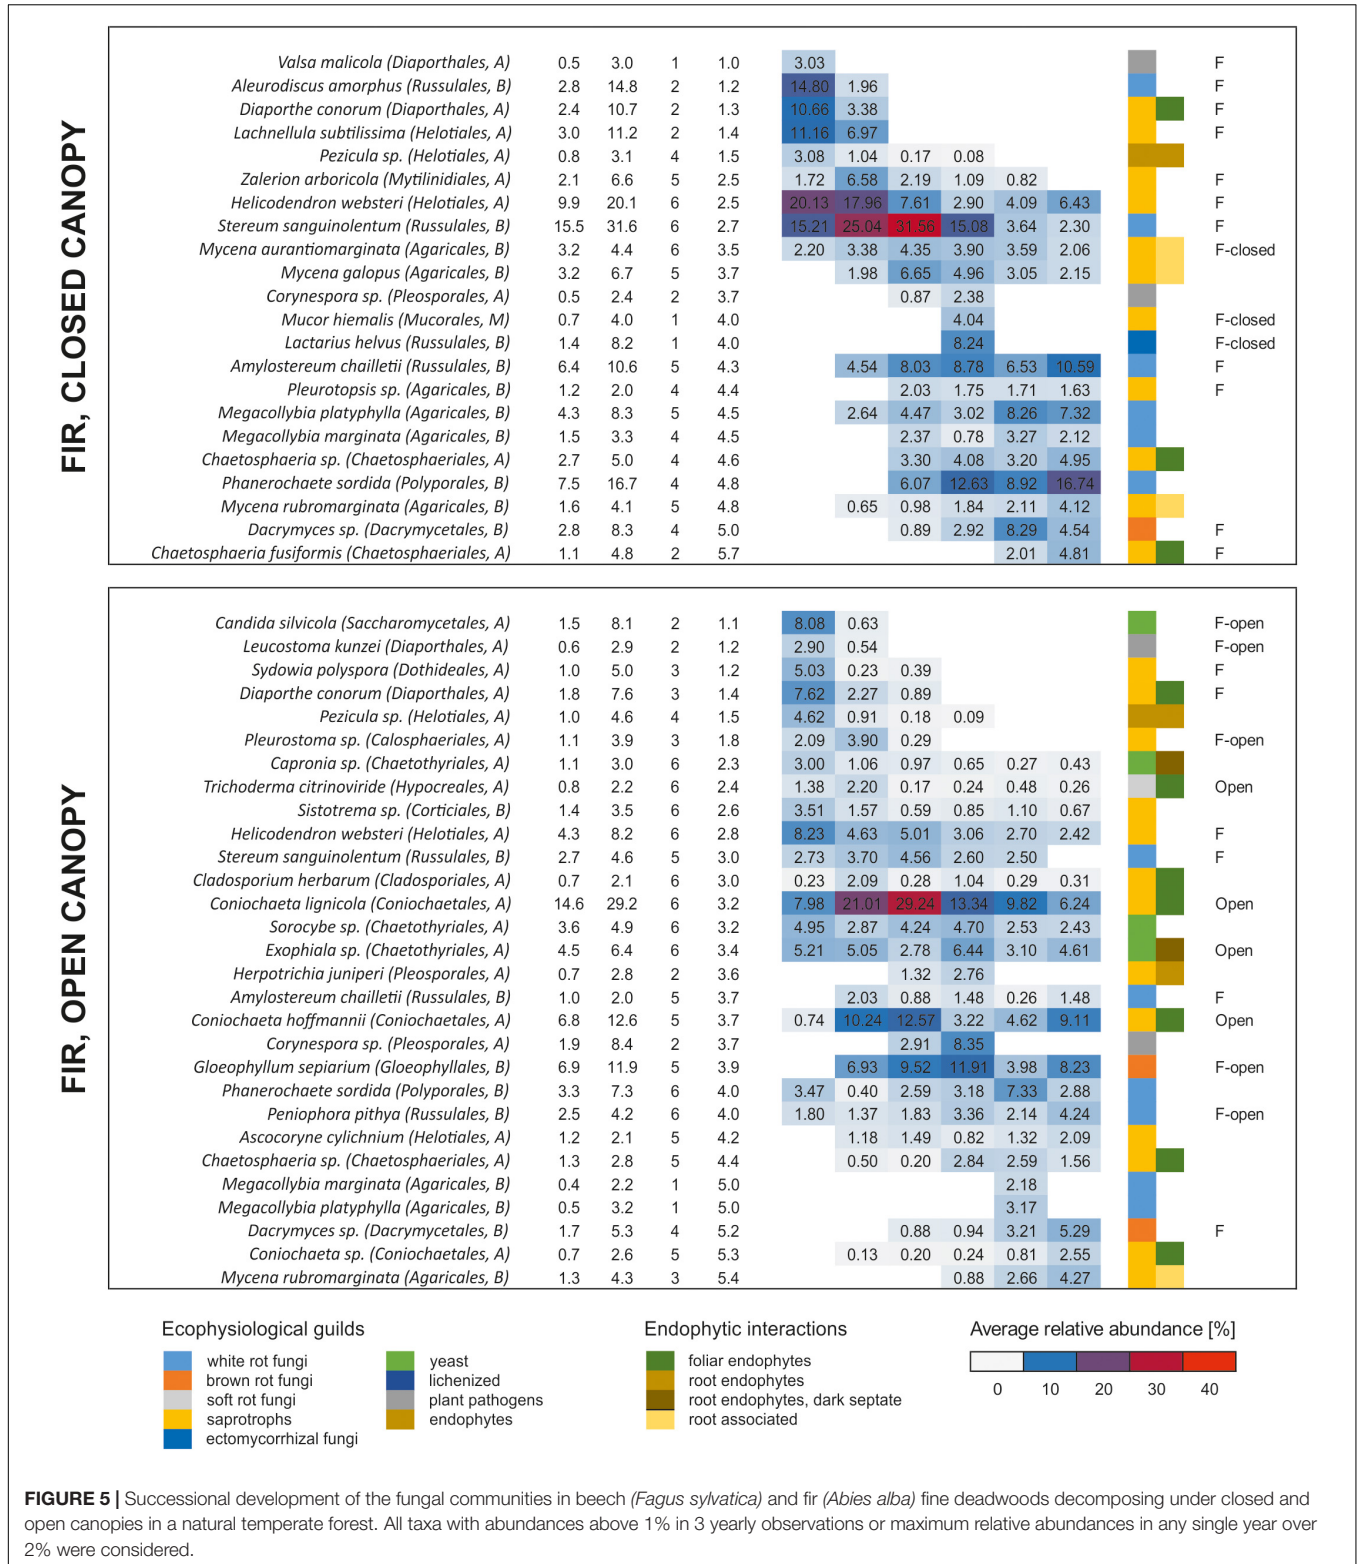 FIR, CLOSED CANOPY
Valsa malicola (Diaporthales, A) 0.5 3.0 1 1.0 3.03 F
Aleurodiscus amorphus (Russulales, B) 2.8 14.8 2 1.2 14.80 1.96 F
Diaporthe conorum (Diaporthales, A) 2.4 10.7 2 1.3 10.66 3.38 F
Lachnellula subtilissima (Helotiales, A) 3.0 11.2 2 1.4 11.16 6.97 F
Pezicula sp. (Helotiales, A) 0.8 3.1 4 1.5 3.08 1.04 0.17 0.08
Zalerion arboricola (Mytilinidiales, A) 2.1 6.6 5 2.5 1.72 6.58 2.19 1.09 0.82 F
Helicodendron websteri (Helotiales, A) 9.9 20.1 6 2.5 20.13 17.96 7.61 2.90 4.09 6.43 F
Stereum sanguinolentum (Russulales, B) 15.5 31.6 6 2.7 15.21 25.04 31.56 15.08 3.64 2.30 F
Mycena aurantiomarginata (Agaricales, B) 3.2 4.4 6 3.5 2.20 3.38 4.35 3.90 3.59 2.06 F-closed
Mycena galopus (Agaricales, B) 3.2 6.7 5 3.7 1.98 6.65 4.96 3.05 2.15
Corynespora sp. (Pleosporales, A) 0.5 2.4 2 3.7 0.87 2.38
Mucor hiemalis (Mucorales, M) 0.7 4.0 1 4.0 4.04 F-closed
Lactarius helvus (Russulales, B) 1.4 8.2 1 4.0 8.24 F-closed
Amylostereum chailletii (Russulales, B) 6.4 10.6 5 4.3 4.54 8.03 8.78 6.53 10.59 F
Pleurotopsis sp. (Agaricales, B) 1.2 2.0 4 4.4 2.03 1.75 1.71 1.63 F
Megacollybia platyphylla (Agaricales, B) 4.3 8.3 5 4.5 2.64 4.47 3.02 8.26 7.32
Megacollybia marginata (Agaricales, B) 1.5 3.3 4 4.5 2.37 0.78 3.27 2.12
Chaetosphaeria sp. (Chaetosphaeriales, A) 2.7 5.0 4 4.6 3.30 4.08 3.20 4.95
Phanerochaete sordida (Polyporales, B) 7.5 16.7 4 4.8 6.07 12.63 8.92 16.74
Mycena rubromarginata (Agaricales, B) 1.6 4.1 5 4.8 0.65 0.98 1.84 2.11 4.12
Dacrymyces sp. (Dacrymycetales, B) 2.8 8.3 4 5.0 0.89 2.92 8.29 4.54 F
Chaetosphaeria fusiformis (Chaetosphaeriales, A) 1.1 4.8 2 5.7 2.01 4.81 F
FIR, OPEN CANOPY
Candida silvicola (Saccharomycetales, A) 1.5 8.1 2 1.1 8.08 0.63 F-open
Leucostoma kunzei (Diaporthales, A) 0.6 2.9 2 1.2 2.90 0.54 F-open
Sydowia polyspora (Dothideales, A) 1.0 5.0 3 1.2 5.03 0.23 0.39 F
Diaporthe conorum (Diaporthales, A) 1.8 7.6 3 1.4 7.62 2.27 0.89 F
Pezicula sp. (Helotiales, A) 1.0 4.6 4 1.5 4.62 0.91 0.18 0.09
Pleurostoma sp. (Calosphaeriales, A) 1.1 3.9 3 1.8 2.09 3.90 0.29 F-open
Capronia sp. (Chaetothyriales, A) 1.1 3.0 6 2.3 3.00 1.06 0.97 0.65 0.27 0.43
Trichoderma citrinoviride (Hypocreales, A) 0.8 2.2 6 2.4 1.38 2.20 0.17 0.24 0.48 0.26 Open
Sistotrema sp. (Corticiales, B) 1.4 3.5 6 2.6 3.51 1.57 0.59 0.85 1.10 0.67
Helicodendron websteri (Helotiales, A) 4.3 8.2 6 2.8 8.23 4.63 5.01 3.06 2.70 2.42 F
Stereum sanguinolentum (Russulales, B) 2.7 4.6 5 3.0 2.73 3.70 4.56 2.60 2.50 F
Cladosporium herbarum (Cladosporiales, A) 0.7 2.1 6 3.0 0.23 2.09 0.28 1.04 0.29 0.31
Coniochaeta lignicola (Coniochaetales, A) 14.6 29.2 6 3.2 7.98 21.01 29.24 13.34 9.82 6.24 Open
Sorocybe sp. (Chaetothyriales, A) 3.6 4.9 6 3.2 4.95 2.87 4.24 4.70 2.53 2.43
Exophiala sp. (Chaetothyriales, A) 4.5 6.4 6 3.4 5.21 5.05 2.78 6.44 3.10 4.61 Open
Herpotrichia juniperi (Pleosporales, A) 0.7 2.8 2 3.6 1.32 2.76
Amylostereum chailletii (Russulales, B) 1.0 2.0 5 3.7 2.03 0.88 1.48 0.26 1.48 F
Coniochaeta hoffmannii (Coniochaetales, A) 6.8 12.6 5 3.7 0.74 10.24 12.57 3.22 4.62 9.11 Open
Corynespora sp. (Pleosporales, A) 1.9 8.4 2 3.7 2.91 8.35
Gloeophyllum sepiarium (Gloeophyllales, B) 6.9 11.9 5 3.9 6.93 9.52 11.91 3.98 8.23 F-open
Phanerochaete sordida (Polyporales, B) 3.3 7.3 6 4.0 3.47 0.40 2.59 3.18 7.33 2.88
Peniophora pithya (Russulales, B) 2.5 4.2 6 4.0 1.80 1.37 1.83 3.36 2.14 4.24 F-open
Ascocoryne cylichnium (Helotiales, A) 1.2 2.1 5 4.2 1.18 1.49 0.82 1.32 2.09
Chaetosphaeria sp. (Chaetosphaeriales, A) 1.3 2.8 5 4.4 0.50 0.20 2.84 2.59 1.56
Megacollybia marginata (Agaricales, B) 0.4 2.2 1 5.0 2.18
Megacollybia platyphylla (Agaricales, B) 0.5 3.2 1 5.0 3.17
Dacrymyces sp. (Dacrymycetales, B) 1.7 5.3 4 5.2 0.88 0.94 3.21 5.29 F
Coniochaeta sp. (Coniochaetales, A) 0.7 2.6 5 5.3 0.13 0.20 0.24 0.81 2.55
Mycena rubromarginata (Agaricales, B) 1.3 4.3 3 5.4 0.88 2.66 4.27
Ecophysiological guilds
white rot fungi
brown rot fungi
soft rot fungi
saprotrophs
ectomycorrhizal fungi
yeast
lichenized
plant pathogens
endophytes
Endophytic interactions
foliar endophytes
root endophytes
root endophytes, dark septate
root associated
Average relative abundance [%]
0 10 20 30 40
FIGURE 5 | Successional development of the fungal communities in beech (Fagus sylvatica) and fir (Abies alba) fine deadwoods decomposing under closed and
open canopies in a natural temperate forest. All taxa with abundances above 1% in 3 yearly observations or maximum relative abundances in any single year over
2% were considered.